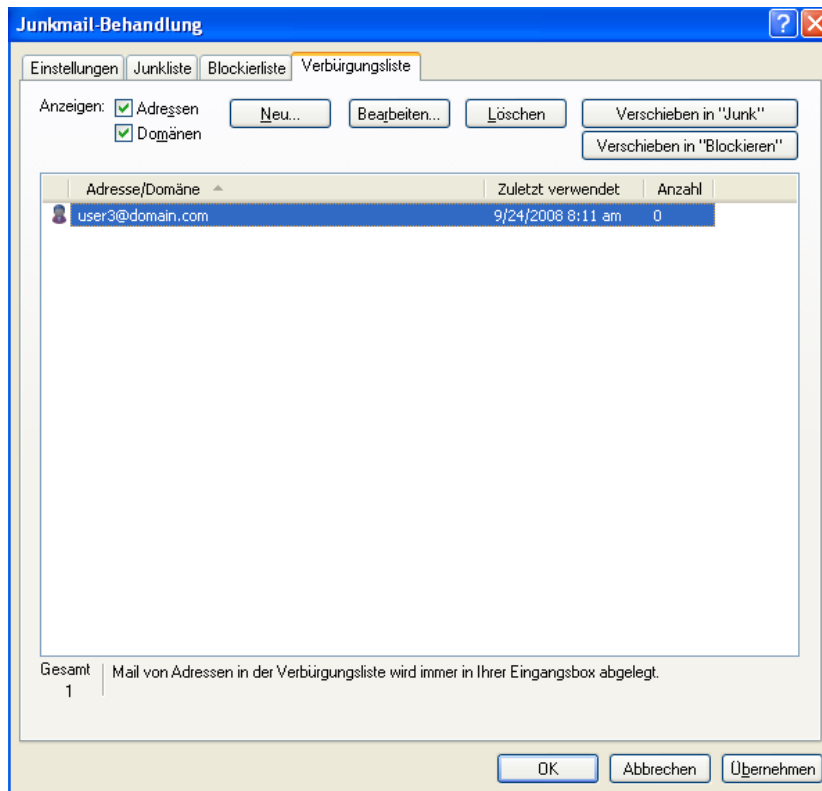 Junkmail-Behandlung
Einstellungen Junkliste Blockierliste Verbürgungsliste
Anzeigen: Adressen Neu... Bearbeiten... Löschen Verschieben in "Junk"
Domänen Verschieben in "Blockieren"
Adresse/Domäne Zuletzt verwendet Anzahl
user3@domain.com 9/24/2008 8:11 am 0
Gesamt Mail von Adressen in der Verbürgungsliste wird immer in Ihrer Eingangsbox abgelegt.
1
OK Abbrechen Übernehmen